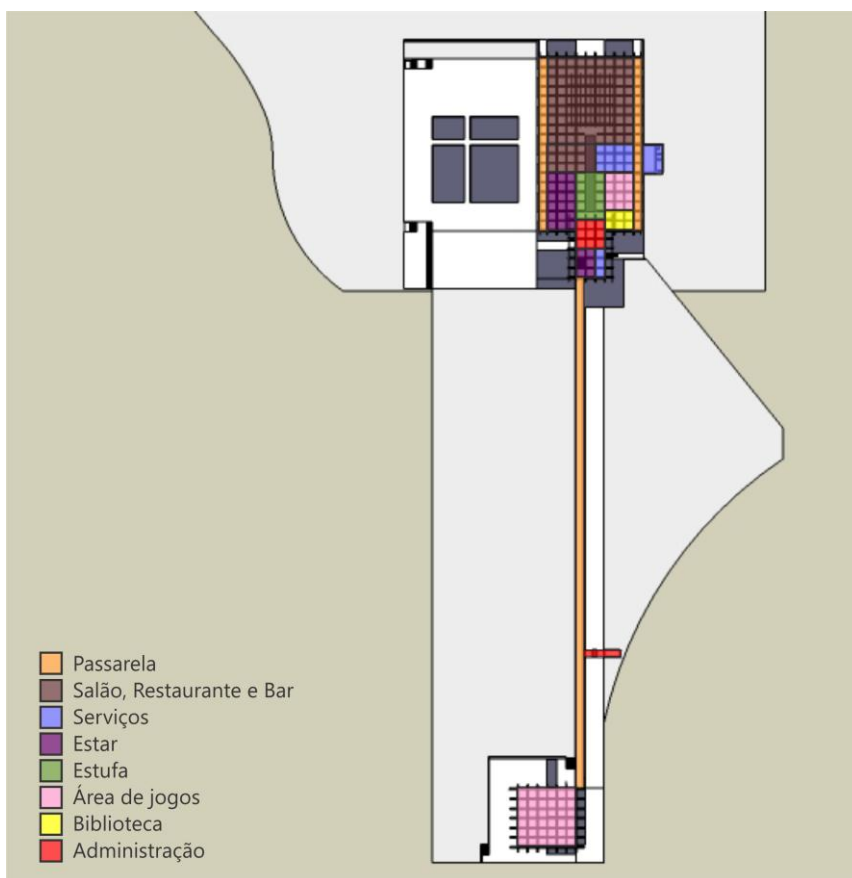 Passarela
Salão, Restaurante e Bar
Serviços
Estar
Estufa
Área de jogos
Biblioteca
Administração